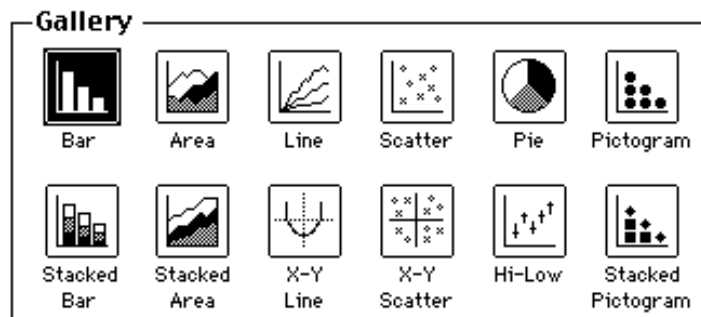 Gallery
Bar Area Line Scatter Pie Pictogram
Stacked Stacked X-Y X-Y Hi-Low Stacked
Bar Area Line Scatter Pictogram